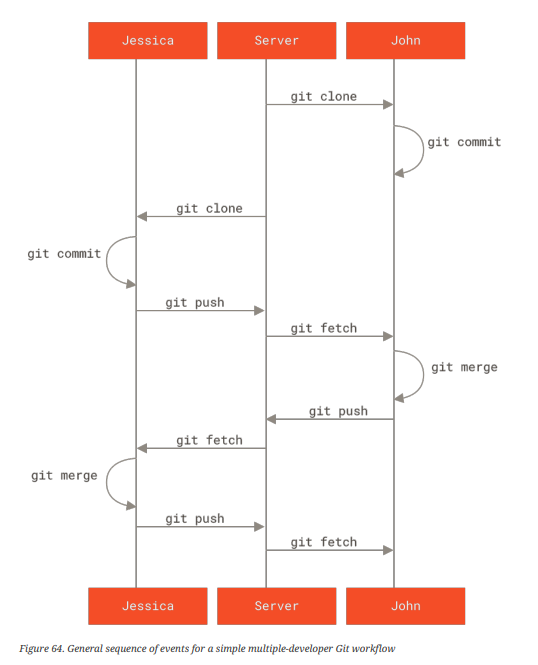 Jessica Server John
git clone
git commit
git clone
git commit
git push
git fetch
git merge
git push
git fetch
git merge
git push
git fetch
Jessica Server John
Figure 64. General sequence of events for a simple multiple-developer Git workflow